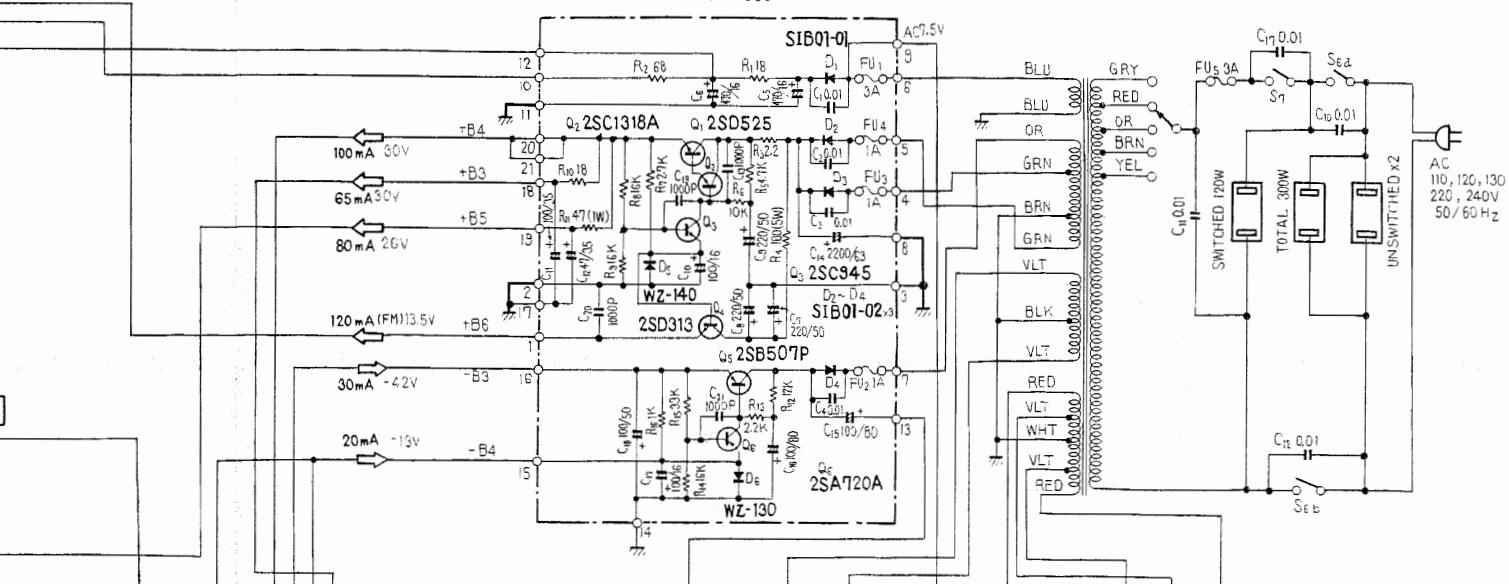 AC7.5V
SIB01-01
12
10
11
R2 68
R1 18
D1
FU1
3A
9
6
C6
470/16
C5
470/16
C1 0.01
Q2 2SC1318A
Q1 2SD525
+B4
100mA 30V
20
21
18
+B3
65mA 30V
R10 18
+B5
80mA 26V
19
R21 47(1W)
100/35
C11
C12 47/35
R8 16K
R7 2.7K
R9 16K
C19
1000P
Q2
C13 1000P
R3 2.2
R5 4.7K
R6
10K
Q3
D2
C2 0.01
FU4
1A
5
D3
FU3
1A
4
C3 0.01
C9 220/50
R4 180(5W)
C14 2200/63
8
D5
WZ-140
C10
100/16
Q3 2SC945
3
D2~D4
SIB01-02 x3
2
17
C20
1000P
2SD313
Q4
C8 220/50
C7
220/50
120mA(FM)13.5V
+B6
1
30mA -42V
-B3
16
Q5 2SB507P
D4
FU2 1A
7
C4 0.01
C15 100/80
13
C18 100/50
R16 1K
R15 33K
C21
1000P
R13
2.2K
R12 12K
Q6
C16 100/80
20mA -13V
-B4
15
C17
100/16
R14 16K
D6
WZ-130
Q6
2SA720A
14
BLU
BLU
OR
GRN
BRN
GRN
VLT
BLK
VLT
RED
VLT
WHT
VLT
RED
GRY
RED
OR
BRN
YEL
FU5 3A
C17 0.01
S7
S6a
C10 0.01
C11 0.01
SWITCHED 120W
TOTAL 300W
UNSWITCHED x2
AC
110, 120, 130
220, 240V
50/60Hz
C12 0.01
S6b